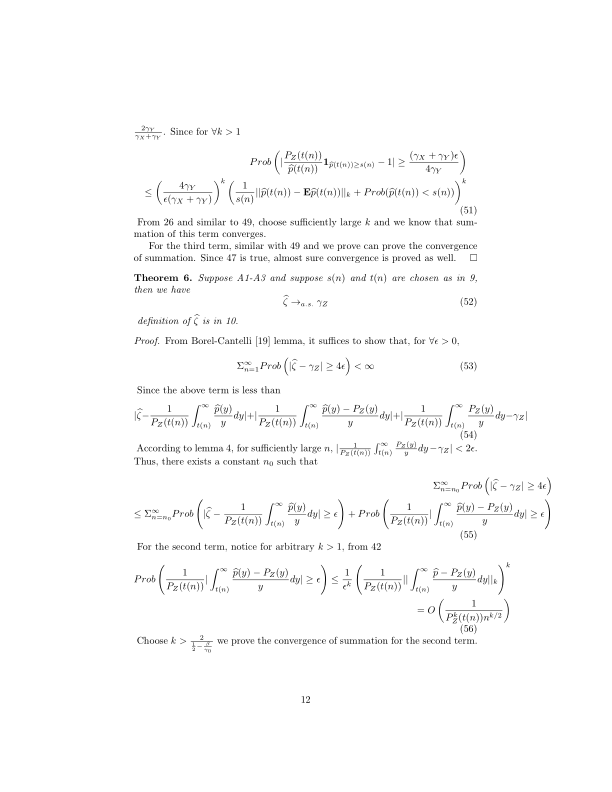 $\frac{2\gamma_Y}{\gamma_X+\gamma_Y}$. Since for $\forall k > 1$
$Prob\left(|\frac{P_Z(t(n))}{\widehat{p}(t(n))}\mathbf{1}_{\widehat{p}(t(n))\geq s(n)} - 1| \geq \frac{(\gamma_X+\gamma_Y)\epsilon}{4\gamma_Y}\right)$
$\leq \left(\frac{4\gamma_Y}{\epsilon(\gamma_X+\gamma_Y)}\right)^k \left(\frac{1}{s(n)}||\widehat{p}(t(n)) - \mathbf{E}\widehat{p}(t(n))||_k + Prob(\widehat{p}(t(n)) < s(n))\right)^k$
(51)
From 26 and similar to 49, choose sufficiently large $k$ and we know that sum-
mation of this term converges.
For the third term, similar with 49 and we prove can prove the convergence
of summation. Since 47 is true, almost sure convergence is proved as well. □
Theorem 6. Suppose A1-A3 and suppose $s(n)$ and $t(n)$ are chosen as in 9,
then we have
$\widehat{\zeta} \rightarrow_{a.s.} \gamma_Z$ (52)
definition of $\widehat{\zeta}$ is in 10.
Proof. From Borel-Cantelli [19] lemma, it suffices to show that, for $\forall \epsilon > 0$,
$\Sigma_{n=1}^{\infty} Prob\left(|\widehat{\zeta} - \gamma_Z| \geq 4\epsilon\right) < \infty$ (53)
Since the above term is less than
$|\widehat{\zeta} - \frac{1}{P_Z(t(n))}\int_{t(n)}^{\infty}\frac{\widehat{p}(y)}{y}dy| + |\frac{1}{P_Z(t(n))}\int_{t(n)}^{\infty}\frac{\widehat{p}(y)-P_Z(y)}{y}dy| + |\frac{1}{P_Z(t(n))}\int_{t(n)}^{\infty}\frac{P_Z(y)}{y}dy - \gamma_Z|$
(54)
According to lemma 4, for sufficiently large $n$, $|\frac{1}{P_Z(t(n))}\int_{t(n)}^{\infty}\frac{P_Z(y)}{y}dy - \gamma_Z| < 2\epsilon$.
Thus, there exists a constant $n_0$ such that
$\Sigma_{n=n_0}^{\infty} Prob\left(|\widehat{\zeta} - \gamma_Z| \geq 4\epsilon\right)$
$\leq \Sigma_{n=n_0}^{\infty} Prob\left(|\widehat{\zeta} - \frac{1}{P_Z(t(n))}\int_{t(n)}^{\infty}\frac{\widehat{p}(y)}{y}dy| \geq \epsilon\right) + Prob\left(\frac{1}{P_Z(t(n))}|\int_{t(n)}^{\infty}\frac{\widehat{p}(y)-P_Z(y)}{y}dy| \geq \epsilon\right)$
(55)
For the second term, notice for arbitrary $k > 1$, from 42
$Prob\left(\frac{1}{P_Z(t(n))}|\int_{t(n)}^{\infty}\frac{\widehat{p}(y)-P_Z(y)}{y}dy| \geq \epsilon\right) \leq \frac{1}{\epsilon^k}\left(\frac{1}{P_Z(t(n))}||\int_{t(n)}^{\infty}\frac{\widehat{p}-P_Z(y)}{y}dy||_k\right)^k$
$= O\left(\frac{1}{P_Z^k(t(n))n^{k/2}}\right)$
(56)
Choose $k > \frac{2}{\frac{1}{2}-\frac{\beta}{\gamma_0}}$ we prove the convergence of summation for the second term.
12